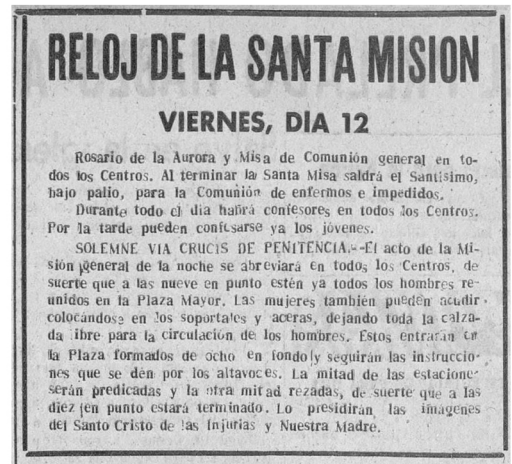 RELOJ DE LA SANTA MISION
VIERNES, DIA 12
Rosario de la Aurora y Misa de Comunión general en to-
dos los Centros. Al terminar la Santa Misa saldrá el Santísimo,
bajo palio, para la Comunión de enfermos e impedidos.
Durante todo el dia habrá confesores en todos los Centros.
Por la tarde pueden confesarse ya los jóvenes.
SOLEMNE VIA CRUCIS DE PENITENCIA.--El acto de la Mi-
sión general de la noche se abreviará en todos los Centros, de
suerte que a las nueve en punto estén ya todos los hombres re-
unidos en la Plaza Mayor. Las mujeres también pueden acudir
colocándose en los soportales y aceras, dejando toda la calza-
da libre para la circulación de los hombres. Estos entrarán en
la Plaza formados de ocho en fondo y seguirán las instruccio-
nes que se dén por los altavoces. La mitad de las estacione
serán predicadas y la otra mitad rezadas, de suerte que a las
diez en punto estará terminado. Lo presidirán las imágenes
del Santo Cristo de las Injurias y Nuestra Madre.